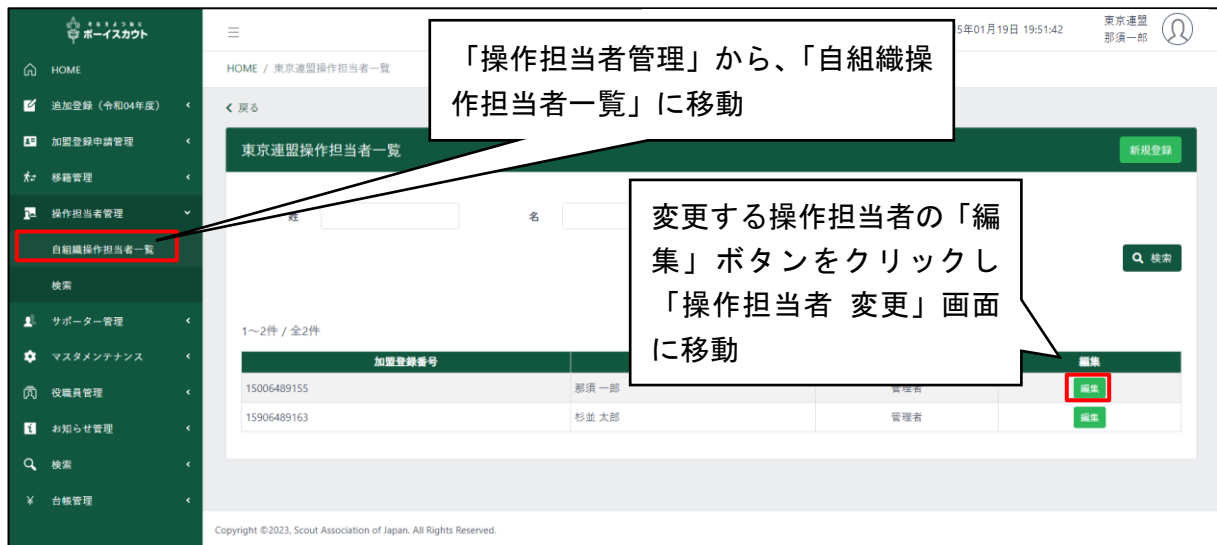 そなえよつねに
ボーイスカウト
5年01月19日 19:51:42
東京連盟
那須一郎
「操作担当者管理」から、「自組織操
作担当者一覧」に移動
HOME
HOME / 東京連盟操作担当者一覧
追加登録（令和04年度）
戻る
加盟登録申請管理
東京連盟操作担当者一覧
新規登録
移籍管理
操作担当者管理
姓
名
変更する操作担当者の「編
集」ボタンをクリックし
「操作担当者 変更」画面
に移動
自組織操作担当者一覧
検索
検索
サポーター管理
1～2件 / 全2件
マスタメンテナンス
加盟登録番号
編集
役職員管理
15006489155
那須 一郎
管理者
編集
15906489163
杉並 太郎
管理者
編集
お知らせ管理
検索
¥ 台帳管理
Copyright ©2023, Scout Association of Japan. All Rights Reserved.